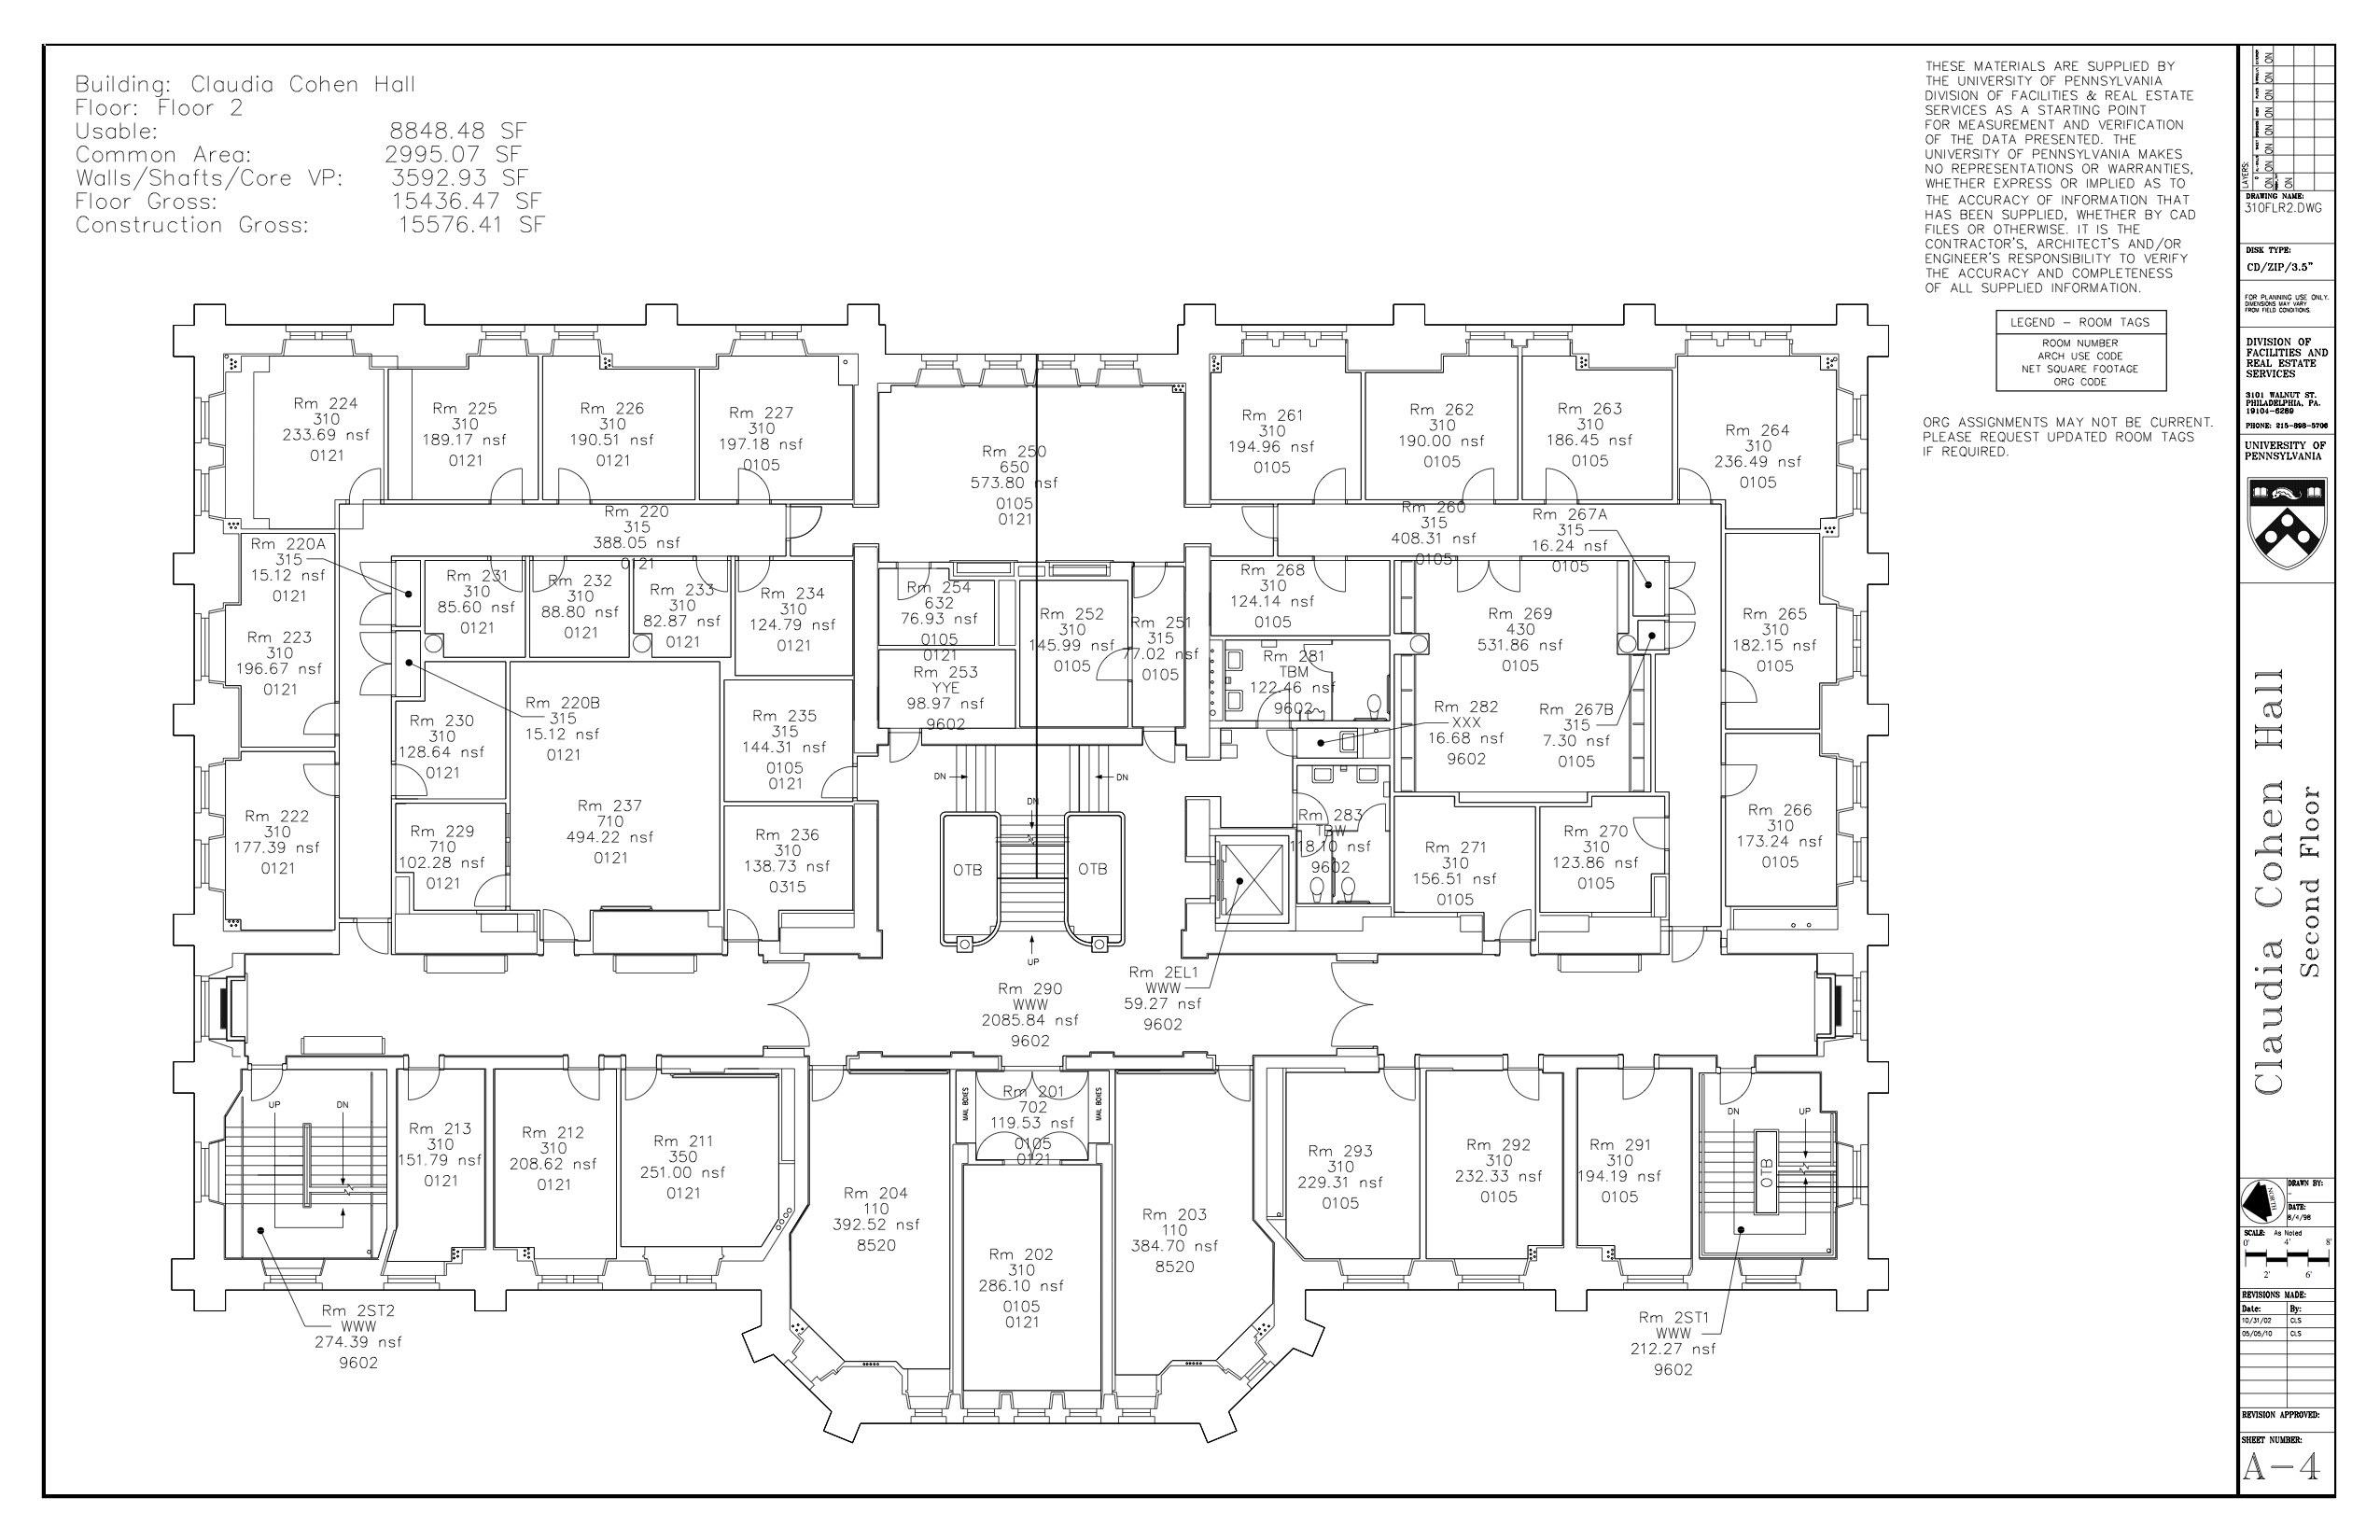 Building: Claudia Cohen Hall
Floor: Floor 2
Usable: 8848.48 SF
Common Area: 2995.07 SF
Walls/Shafts/Core VP: 3592.93 SF
Floor Gross: 15436.47 SF
Construction Gross: 15576.41 SF
THESE MATERIALS ARE SUPPLIED BY
THE UNIVERSITY OF PENNSYLVANIA
DIVISION OF FACILITIES & REAL ESTATE
SERVICES AS A STARTING POINT
FOR MEASUREMENT AND VERIFICATION
OF THE DATA PRESENTED. THE
UNIVERSITY OF PENNSYLVANIA MAKES
NO REPRESENTATIONS OR WARRANTIES,
WHETHER EXPRESS OR IMPLIED AS TO
THE ACCURACY OF INFORMATION THAT
HAS BEEN SUPPLIED, WHETHER BY CAD
FILES OR OTHERWISE. IT IS THE
CONTRACTOR'S, ARCHITECT'S AND/OR
ENGINEER'S RESPONSIBILITY TO VERIFY
THE ACCURACY AND COMPLETENESS
OF ALL SUPPLIED INFORMATION.
LEGEND - ROOM TAGS
ROOM NUMBER
ARCH USE CODE
NET SQUARE FOOTAGE
ORG CODE
ORG ASSIGNMENTS MAY NOT BE CURRENT.
PLEASE REQUEST UPDATED ROOM TAGS
IF REQUIRED.
Rm 224
310
233.69 nsf
0121
Rm 225
310
189.17 nsf
0121
Rm 226
310
190.51 nsf
0121
Rm 227
310
197.18 nsf
0105
Rm 250
650
573.80 nsf
0105
0121
Rm 261
310
194.96 nsf
0105
Rm 262
310
190.00 nsf
0105
Rm 263
310
186.45 nsf
0105
Rm 264
310
236.49 nsf
0105
Rm 220
315
388.05 nsf
0121
Rm 260
315
408.31 nsf
0105
Rm 267A
315
16.24 nsf
0105
Rm 220A
315
15.12 nsf
0121
Rm 223
310
196.67 nsf
0121
Rm 231
310
85.60 nsf
0121
Rm 232
310
88.80 nsf
0121
Rm 233
310
82.87 nsf
0121
Rm 234
310
124.79 nsf
0121
Rm 254
632
76.93 nsf
0105
0121
Rm 252
310
145.99 nsf
0105
Rm 251
315
77.02 nsf
0105
Rm 268
310
124.14 nsf
0105
Rm 269
430
531.86 nsf
0105
Rm 265
310
182.15 nsf
0105
Rm 253
YYE
98.97 nsf
9602
Rm 281
TBM
122.46 nsf
9602
Rm 230
310
128.64 nsf
0121
Rm 220B
315
15.12 nsf
0121
Rm 235
315
144.31 nsf
0105
0121
Rm 282
XXX
16.68 nsf
9602
Rm 267B
315
7.30 nsf
0105
DN
DN
DN
Rm 222
310
177.39 nsf
0121
Rm 229
710
102.28 nsf
0121
Rm 237
710
494.22 nsf
0121
Rm 236
310
138.73 nsf
0315
OTB
OTB
UP
Rm 283
TBW
118.10 nsf
9602
Rm 271
310
156.51 nsf
0105
Rm 270
310
123.86 nsf
0105
Rm 266
310
173.24 nsf
0105
Rm 290
WWW
2085.84 nsf
9602
Rm 2EL1
WWW
59.27 nsf
9602
UP
DN
Rm 213
310
151.79 nsf
0121
Rm 212
310
208.62 nsf
0121
Rm 211
350
251.00 nsf
0121
Rm 204
110
392.52 nsf
8520
MAIL BOXES
Rm 201
702
119.53 nsf
0105
0121
MAIL BOXES
Rm 202
310
286.10 nsf
0105
0121
Rm 203
110
384.70 nsf
8520
Rm 293
310
229.31 nsf
0105
Rm 292
310
232.33 nsf
0105
Rm 291
310
194.19 nsf
0105
DN
UP
OTB
Rm 2ST2
WWW
274.39 nsf
9602
Rm 2ST1
WWW
212.27 nsf
9602
LAYERS:
ON ON ON ON ON ON
ON
ON
DRAWING NAME:
310FLR2.DWG
DISK TYPE:
CD/ZIP/3.5"
FOR PLANNING USE ONLY.
DIMENSIONS MAY VARY
FROM FIELD CONDITIONS.
DIVISION OF
FACILITIES AND
REAL ESTATE
SERVICES
3101 WALNUT ST.
PHILADELPHIA, PA.
19104-6289
PHONE: 215-898-5706
UNIVERSITY OF
PENNSYLVANIA
Claudia Cohen Hall
Second Floor
NORTH
DRAWN BY:
-
DATE:
8/4/98
SCALE: As Noted
0' 4' 8'
2' 6'
REVISIONS MADE:
Date: By:
10/31/02 CLS
05/05/10 CLS
REVISION APPROVED:
SHEET NUMBER:
A-4